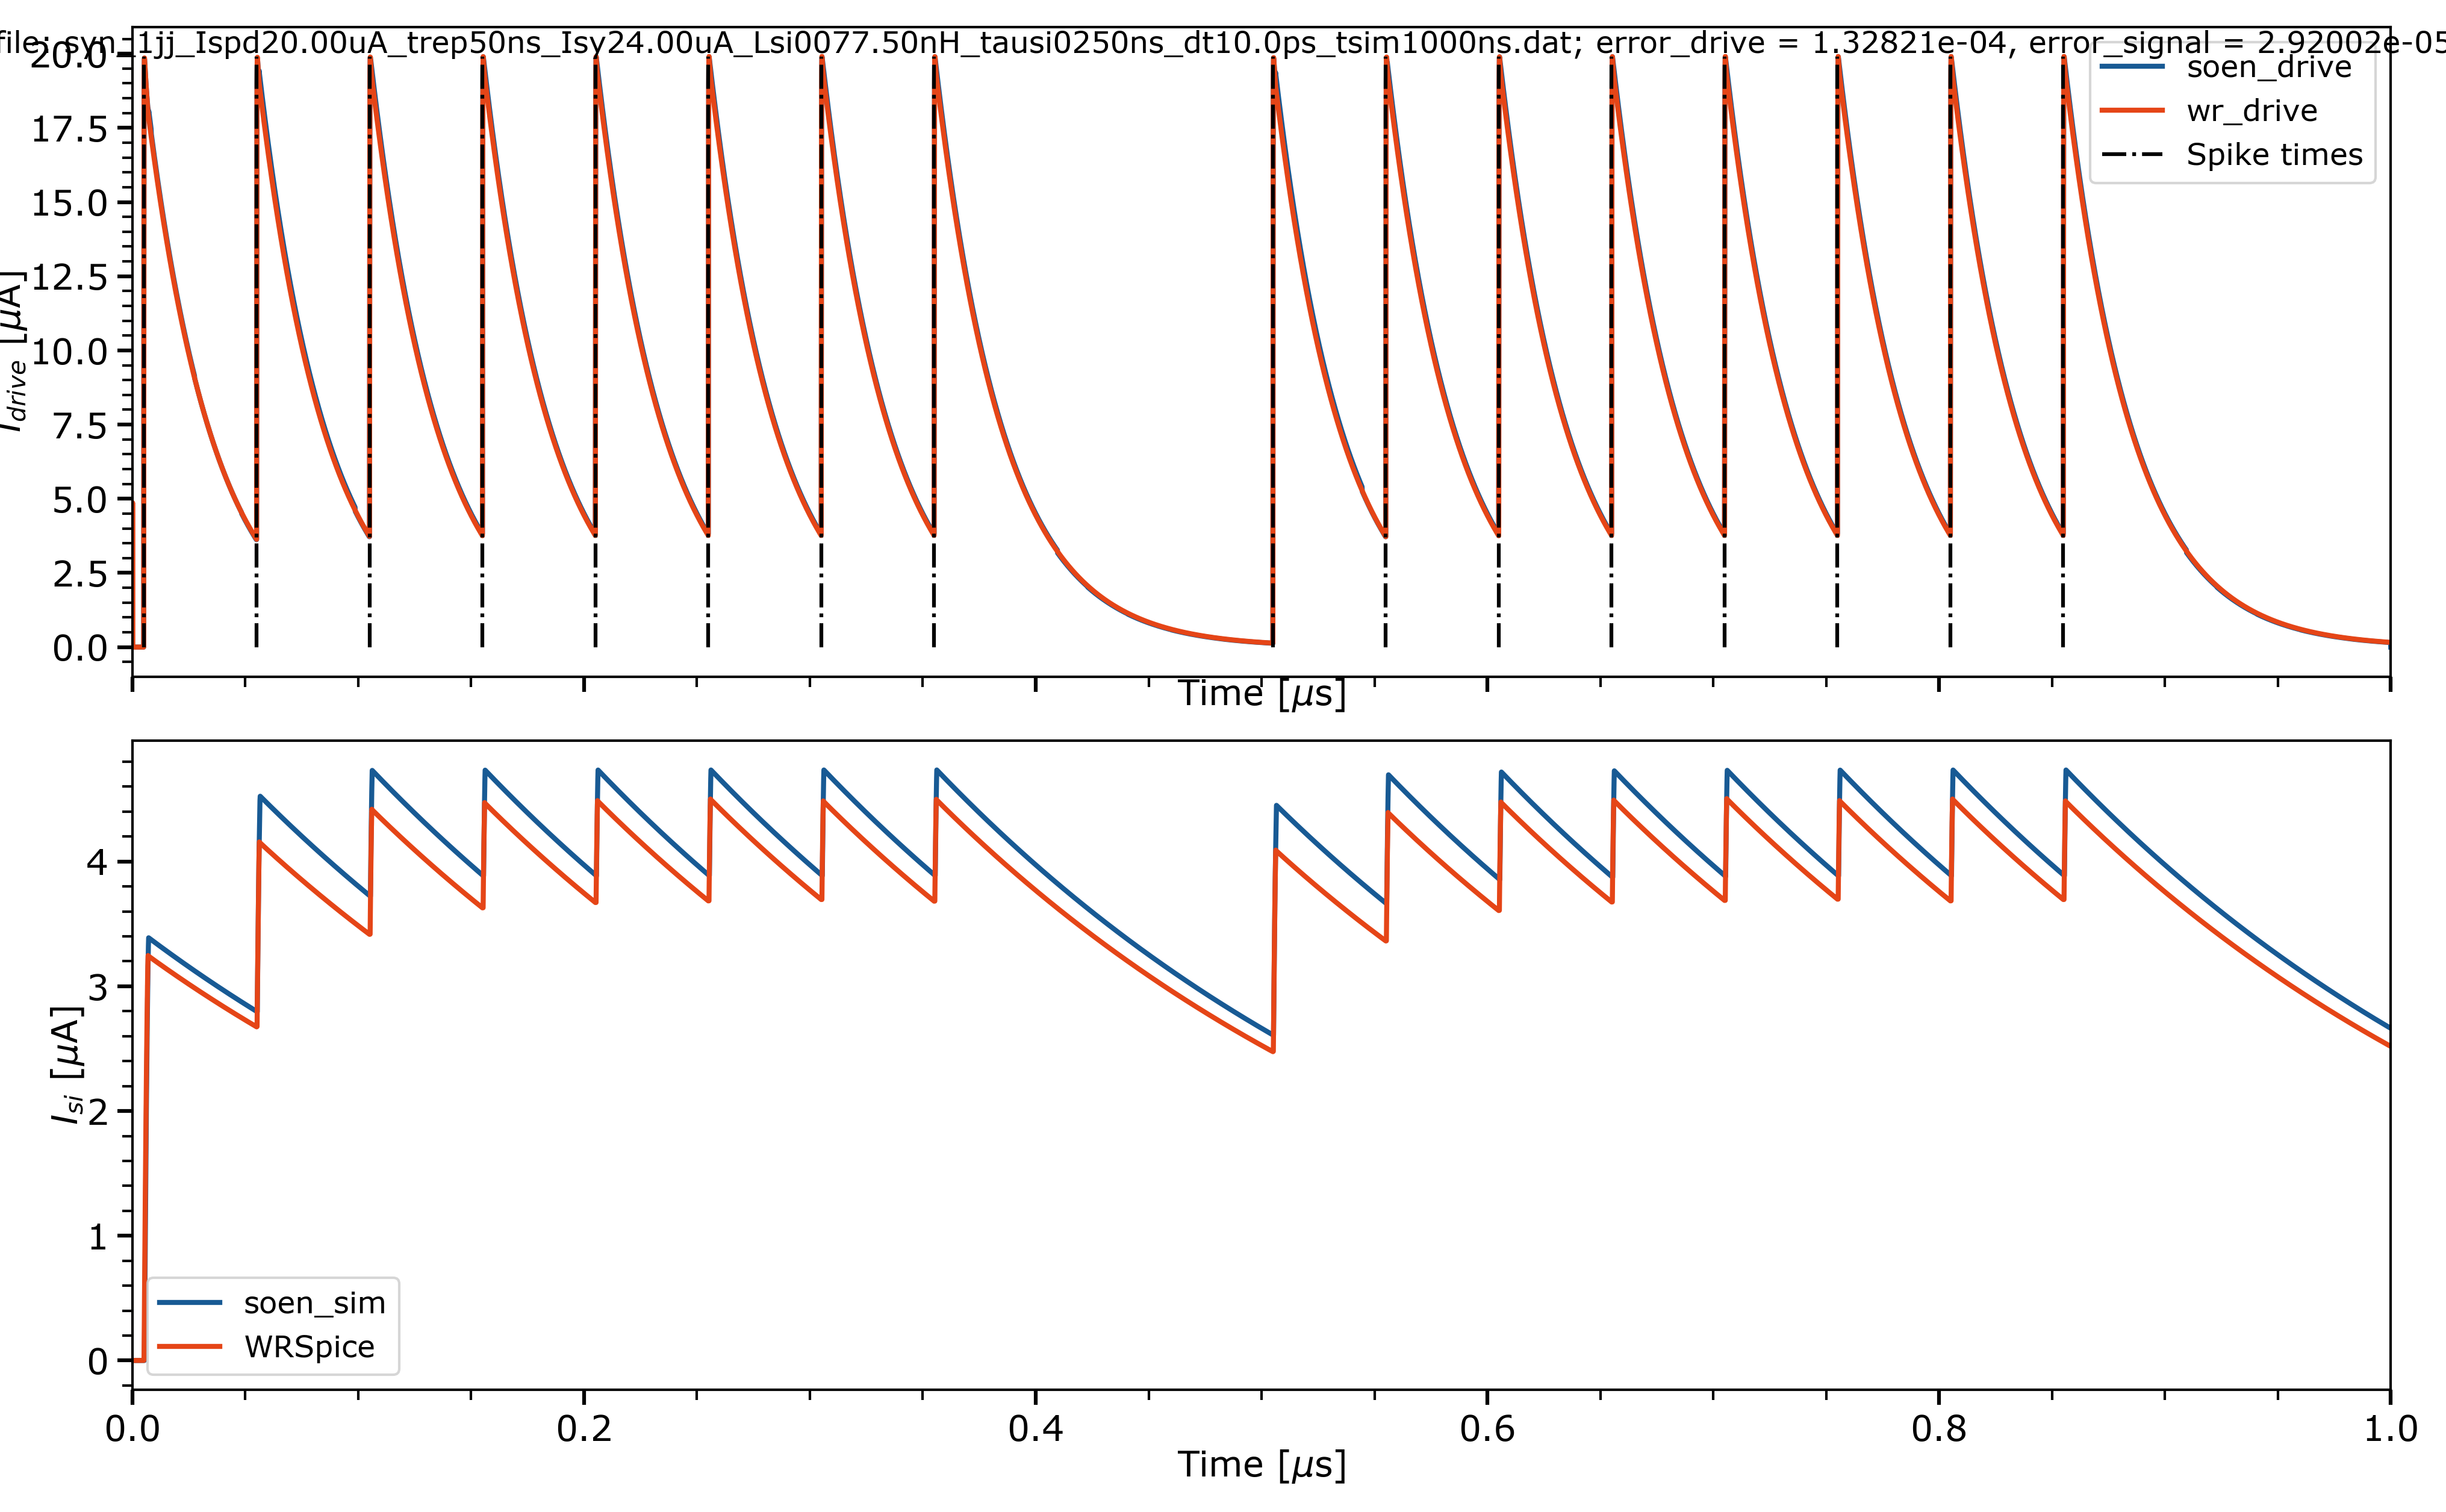 file: syn_1jj_Ispd20.00uA_trep50ns_Isy24.00uA_Lsi0077.50nH_tausi0250ns_dt10.0ps_tsim1000ns.dat; error_drive = 1.32821e-04, error_signal = 2.92002e-05
soen_drive
wr_drive
Spike times
20.0
17.5
15.0
12.5
10.0
7.5
5.0
2.5
0.0
I_drive [μA]
Time [μs]
4
3
2
1
0
I_si [μA]
soen_sim
WRSpice
0.0 0.2 0.4 0.6 0.8 1.0
Time [μs]